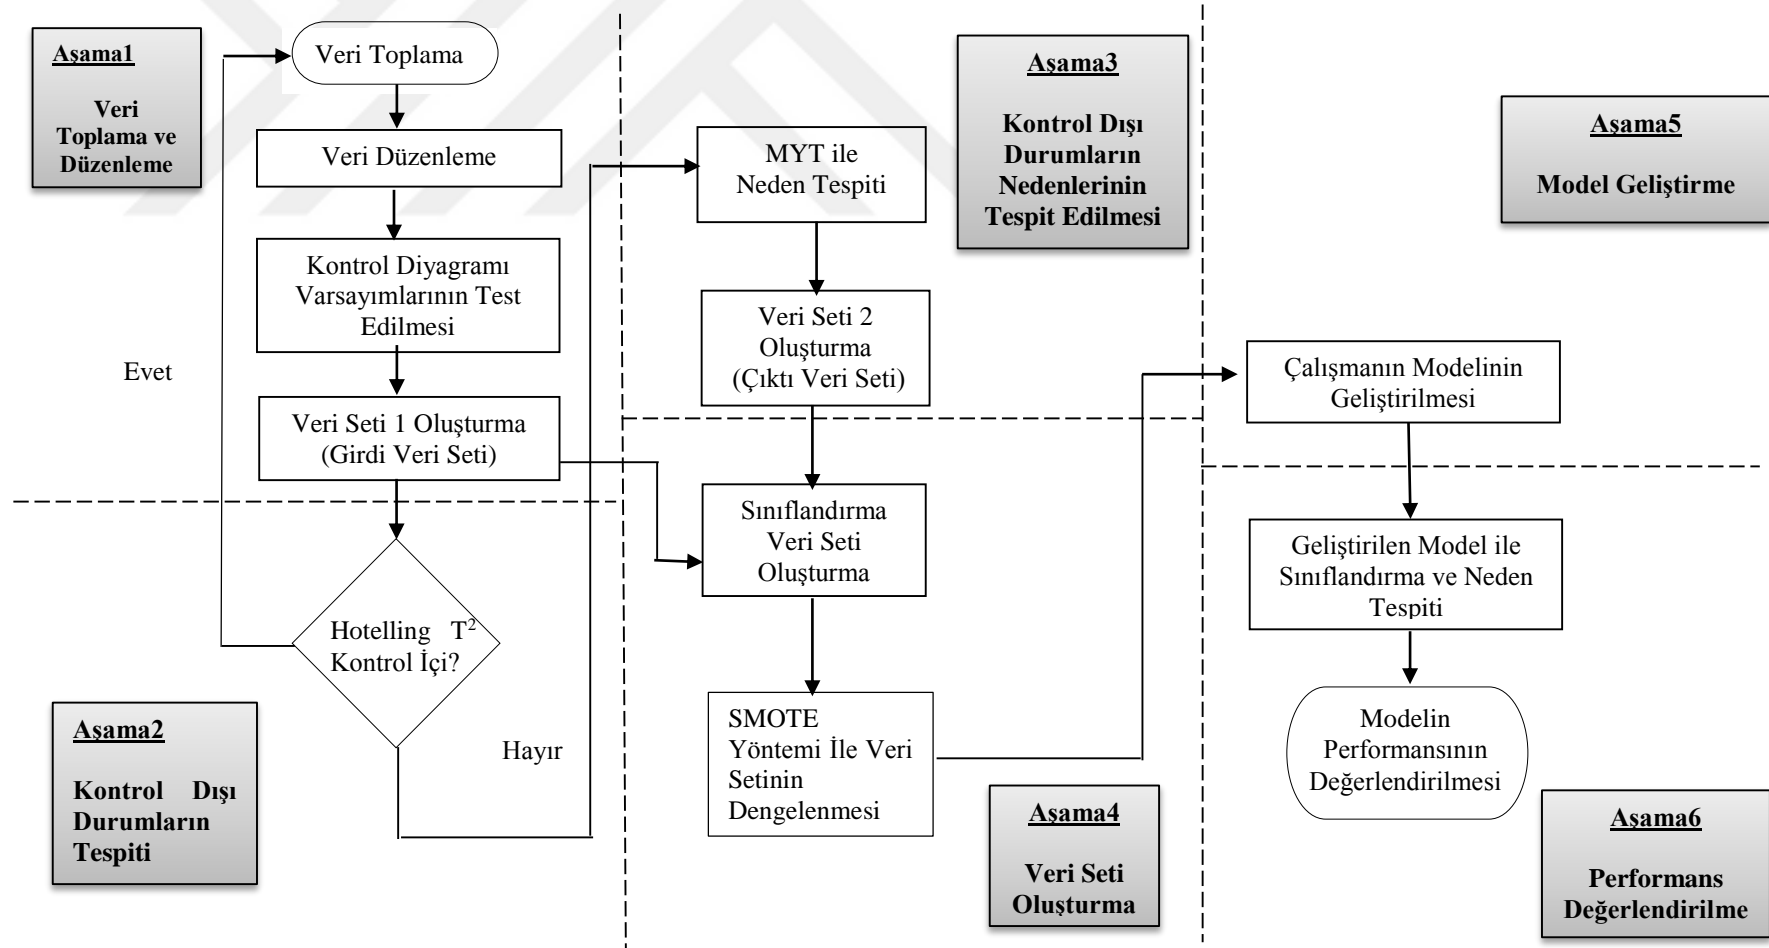 Aşama1
Veri
Toplama ve
Düzenleme
Veri Toplama
Veri Düzenleme
Kontrol Diyagramı
Varsayımlarının Test
Edilmesi
Evet
Veri Seti 1 Oluşturma
(Girdi Veri Seti)
Hotelling T²
Kontrol İçi?
Aşama2
Kontrol Dışı
Durumların
Tespiti
Hayır
Aşama3
Kontrol Dışı
Durumların
Nedenlerinin
Tespit Edilmesi
MYT ile
Neden Tespiti
Veri Seti 2
Oluşturma
(Çıktı Veri Seti)
Sınıflandırma
Veri Seti
Oluşturma
SMOTE
Yöntemi İle Veri
Setinin
Dengelenmesi
Aşama4
Veri Seti
Oluşturma
Aşama5
Model Geliştirme
Çalışmanın Modelinin
Geliştirilmesi
Geliştirilen Model ile
Sınıflandırma ve Neden
Tespiti
Modelin
Performansının
Değerlendirilmesi
Aşama6
Performans
Değerlendirilme